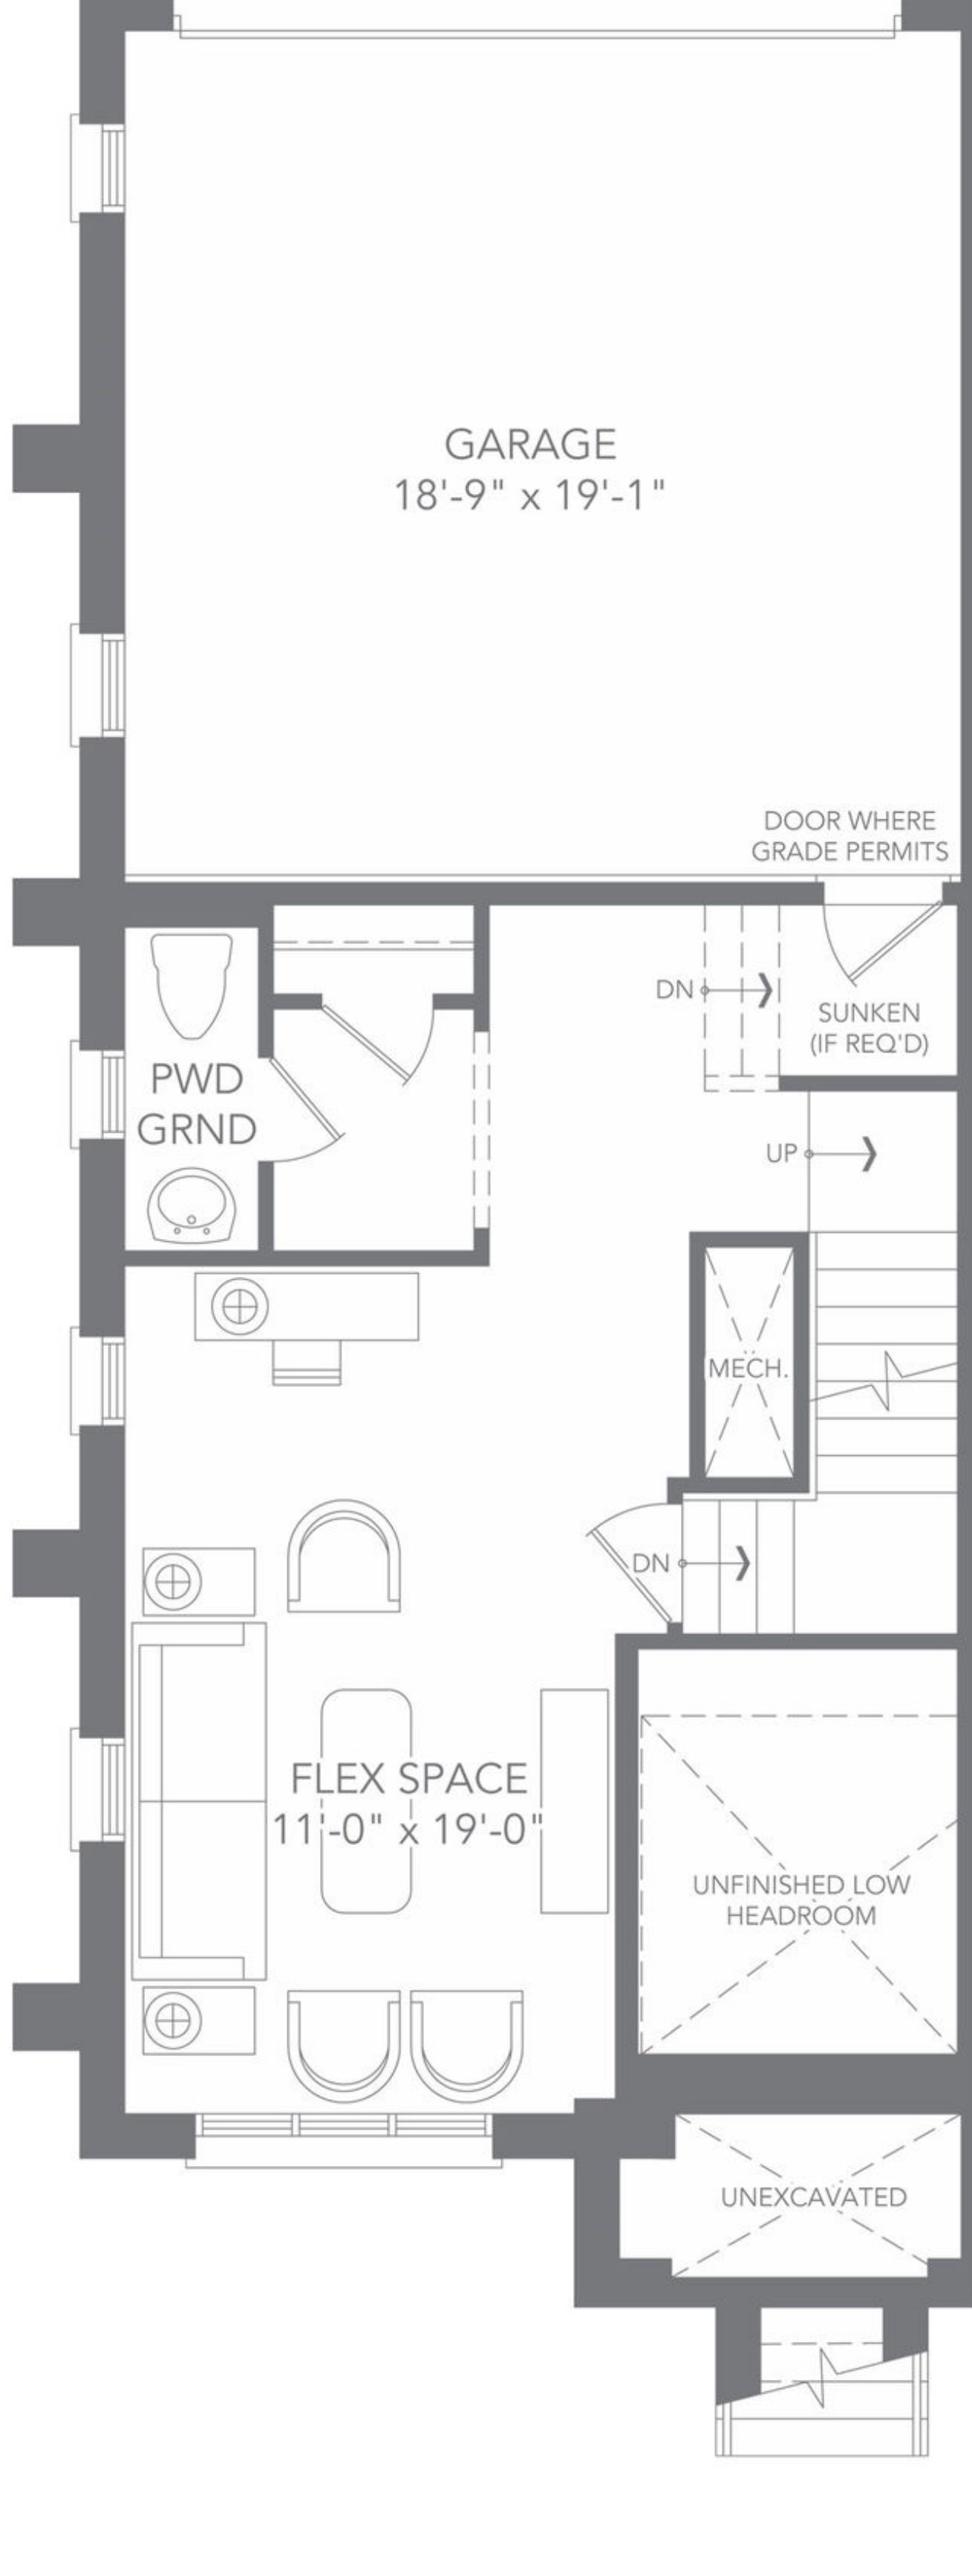 GARAGE
18'-9" x 19'-1"
DOOR WHERE
GRADE PERMITS
DN
SUNKEN
(IF REQ'D)
PWD
GRND
UP
MECH.
DN
FLEX SPACE
11'-0" x 19'-0"
UNFINISHED LOW
HEADROOM
UNEXCAVATED